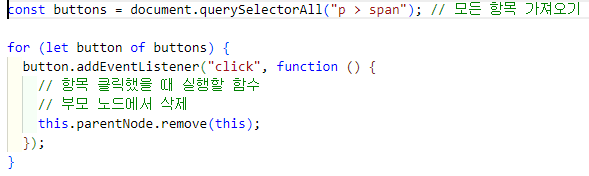 const buttons = document.querySelectorAll("p > span"); // 모든 항목 가져오기
for (let button of buttons) {
button.addEventListener("click", function () {
// 항목 클릭했을 때 실행할 함수
// 부모 노드에서 삭제
this.parentNode.remove(this);
});
}